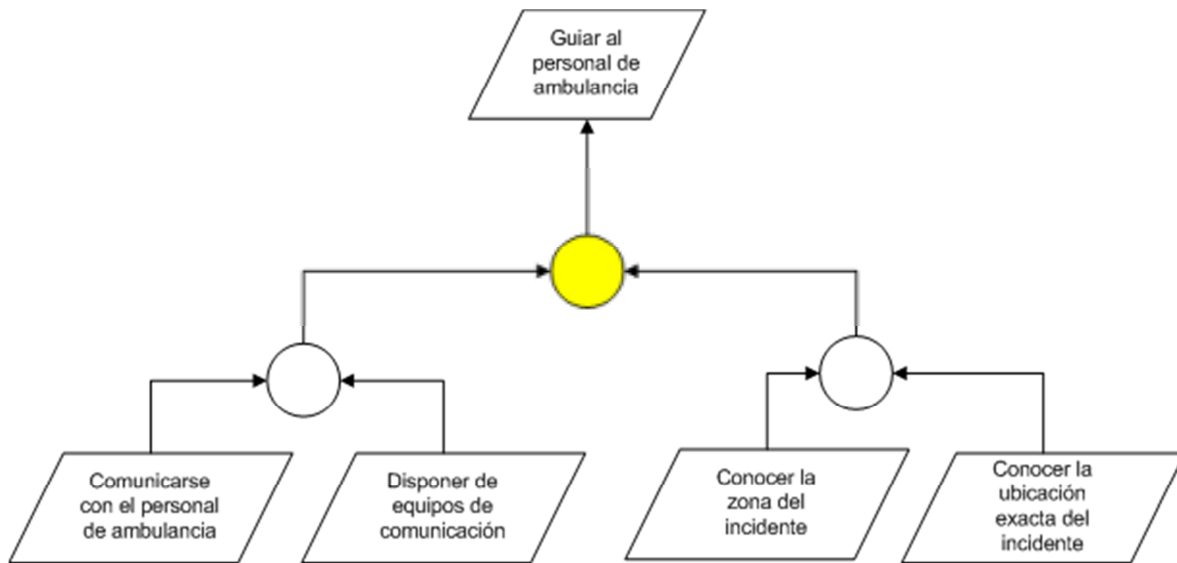 Guiar al
personal de
ambulancia
Comunicarse
con el personal
de ambulancia
Disponer de
equipos de
comunicación
Conocer la
zona del
incidente
Conocer la
ubicación
exacta del
incidente